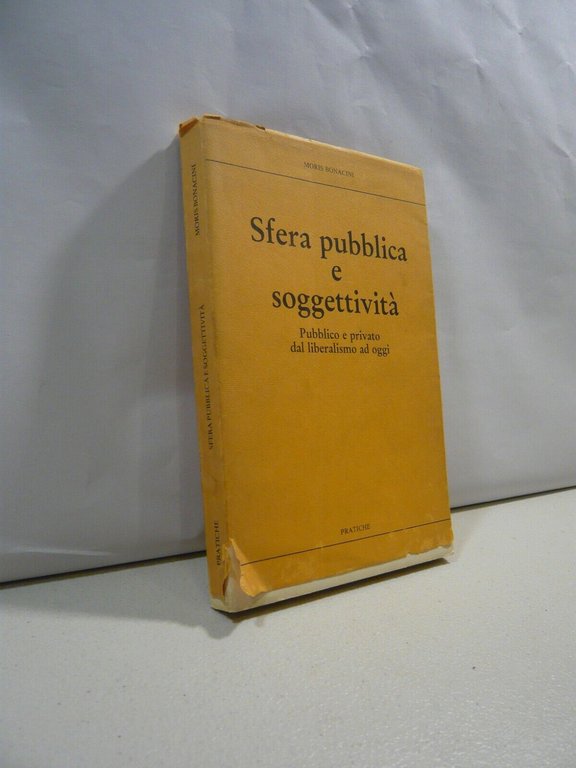 MORIS BONACINI
Sfera pubblica
e
soggettività
Pubblico e privato
dal liberalismo ad oggi
PRATICHE
MORIS BONACINI
SFERA PUBBLICA E SOGGETTIVITÀ
PRATICHE